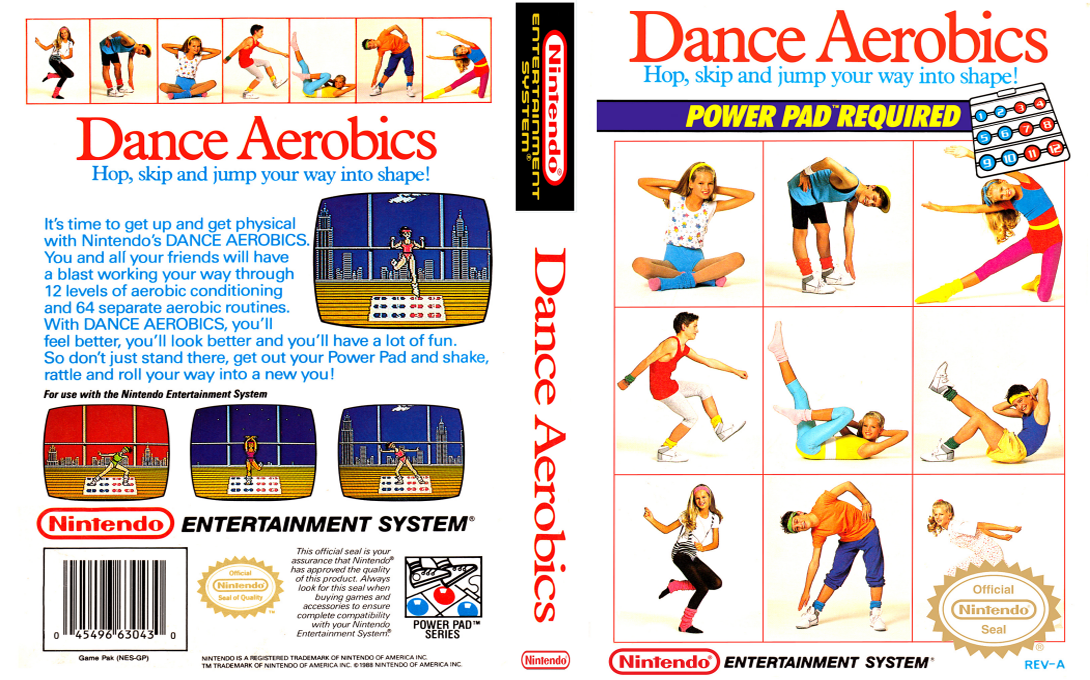 Dance Aerobics
Hop, skip and jump your way into shape!
It's time to get up and get physical
with Nintendo's DANCE AEROBICS.
You and all your friends will have
a blast working your way through
12 levels of aerobic conditioning
and 64 separate aerobic routines.
With DANCE AEROBICS, you'll
feel better, you'll look better and you'll have a lot of fun.
So don't just stand there, get out your Power Pad and shake,
rattle and roll your way into a new you!
For use with the Nintendo Entertainment System
Nintendo ENTERTAINMENT SYSTEM®
0 45496 63043 0
Game Pak (NES-GP)
Official
Nintendo
Seal of Quality
TM
This official seal is your
assurance that Nintendo®
has approved the quality
of this product. Always
look for this seal when
buying games and
accessories to ensure
complete compatibility
with your Nintendo
Entertainment System.®
POWER PAD™
SERIES
NINTENDO IS A REGISTERED TRADEMARK OF NINTENDO OF AMERICA INC.
TM TRADEMARK OF NINTENDO OF AMERICA INC. ©1988 NINTENDO OF AMERICA INC.
Nintendo®
ENTERTAINMENT
SYSTEM®
Dance Aerobics
Nintendo
Dance Aerobics
Hop, skip and jump your way into shape!
POWER PAD™ REQUIRED
1 2 3 4
5 6 7 8
9 10 11 12
Official
Nintendo®
Seal
®
Nintendo® ENTERTAINMENT SYSTEM®
REV-A